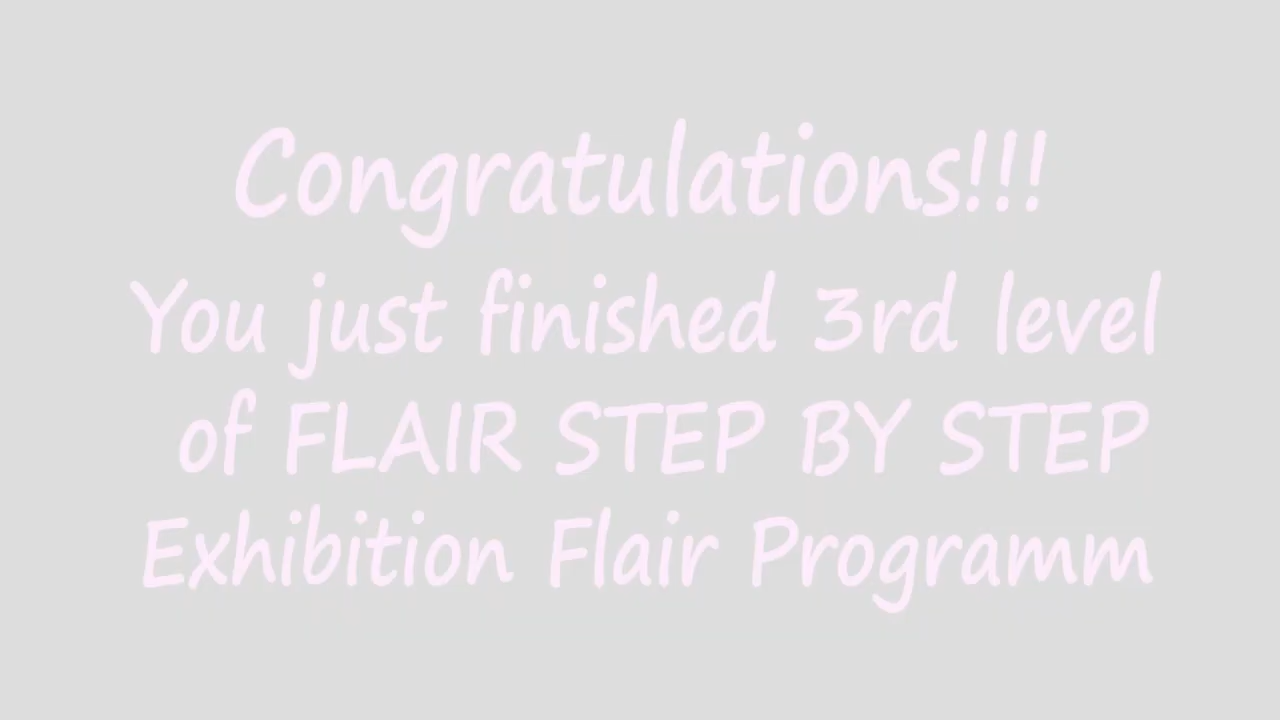 Congratulations!!!
You just finished 3rd level
of FLAIR STEP BY STEP
Exhibition Flair Programm